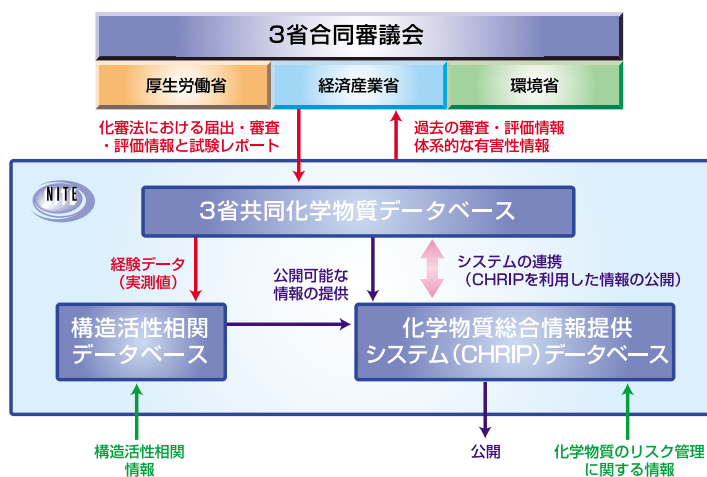 3省合同審議会
厚生労働省
経済産業省
環境省
化審法における届出・審査
・評価情報と試験レポート
過去の審査・評価情報
体系的な有害性情報
NITE
3省共同化学物質データベース
経験データ
（実測値）
公開可能な
情報の提供
システムの連携
（CHRIPを利用した情報の公開）
構造活性相関
データベース
化学物質総合情報提供
システム（CHRIP）データベース
構造活性相関
情報
公開
化学物質のリスク管理
に関する情報